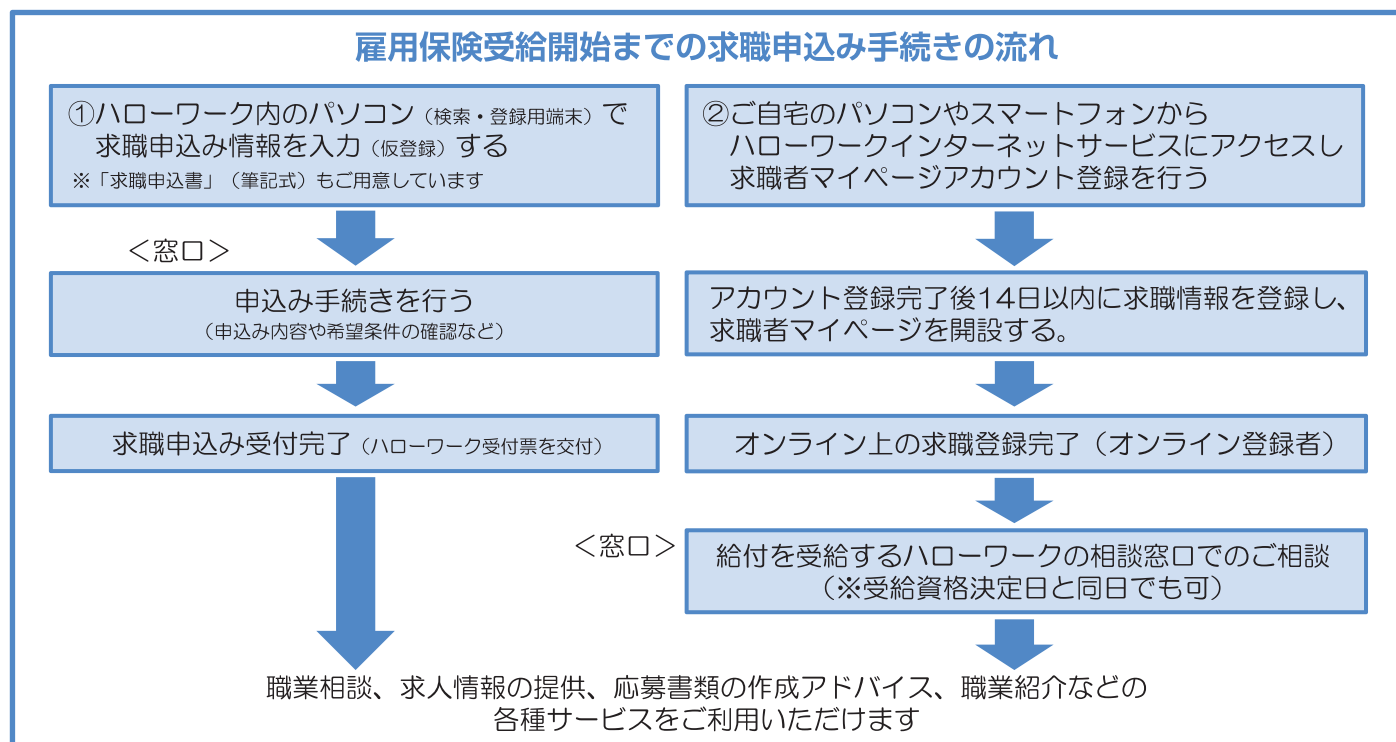 雇用保険受給開始までの求職申込み手続きの流れ
①ハローワーク内のパソコン（検索・登録用端末）で
求職申込み情報を入力（仮登録）する
※「求職申込書」（筆記式）もご用意しています
＜窓口＞
申込み手続きを行う
（申込み内容や希望条件の確認など）
求職申込み受付完了（ハローワーク受付票を交付）
②ご自宅のパソコンやスマートフォンから
ハローワークインターネットサービスにアクセスし
求職者マイページアカウント登録を行う
アカウント登録完了後14日以内に求職情報を登録し、
求職者マイページを開設する。
オンライン上の求職登録完了（オンライン登録者）
＜窓口＞
給付を受給するハローワークの相談窓口でのご相談
（※受給資格決定日と同日でも可）
職業相談、求人情報の提供、応募書類の作成アドバイス、職業紹介などの
各種サービスをご利用いただけます